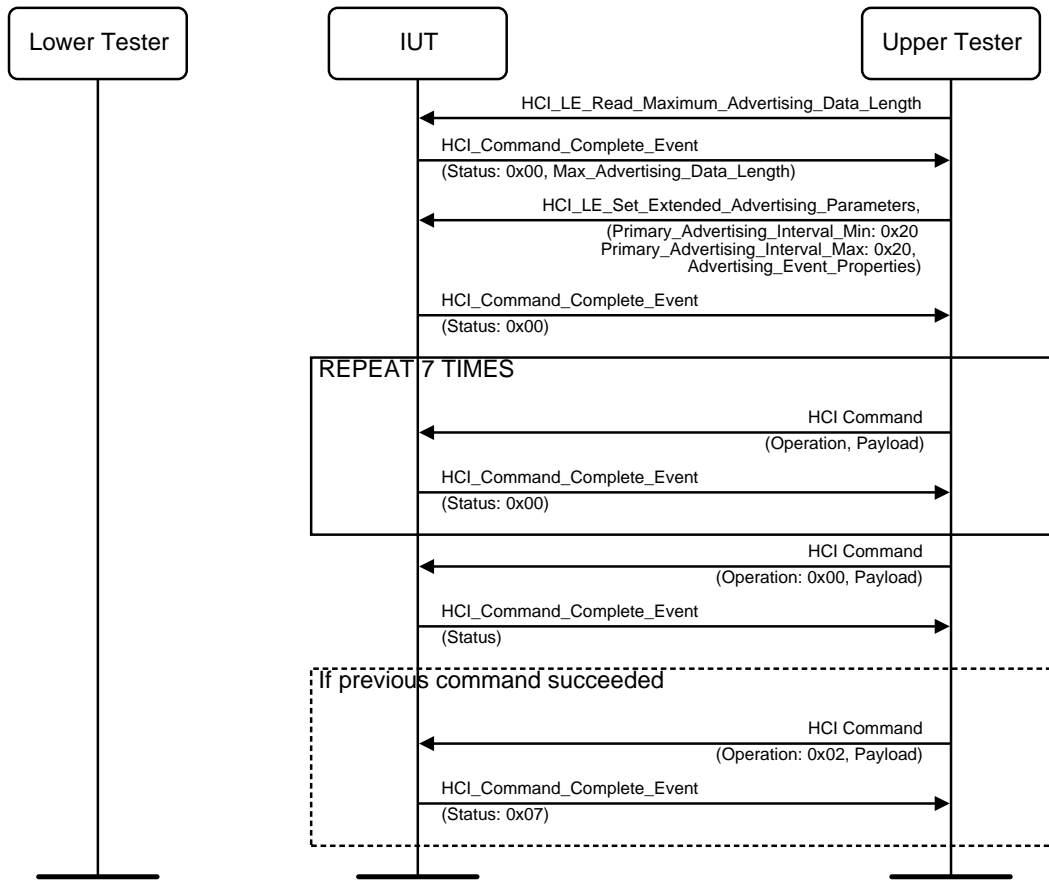 Lower Tester
IUT
Upper Tester
HCI_LE_Read_Maximum_Advertising_Data_Length
HCI_Command_Complete_Event
(Status: 0x00, Max_Advertising_Data_Length)
HCI_LE_Set_Extended_Advertising_Parameters,
(Primary_Advertising_Interval_Min: 0x20
Primary_Advertising_Interval_Max: 0x20,
Advertising_Event_Properties)
HCI_Command_Complete_Event
(Status: 0x00)
REPEAT 7 TIMES
HCI Command
(Operation, Payload)
HCI_Command_Complete_Event
(Status: 0x00)
HCI Command
(Operation: 0x00, Payload)
HCI_Command_Complete_Event
(Status)
If previous command succeeded
HCI Command
(Operation: 0x02, Payload)
HCI_Command_Complete_Event
(Status: 0x07)